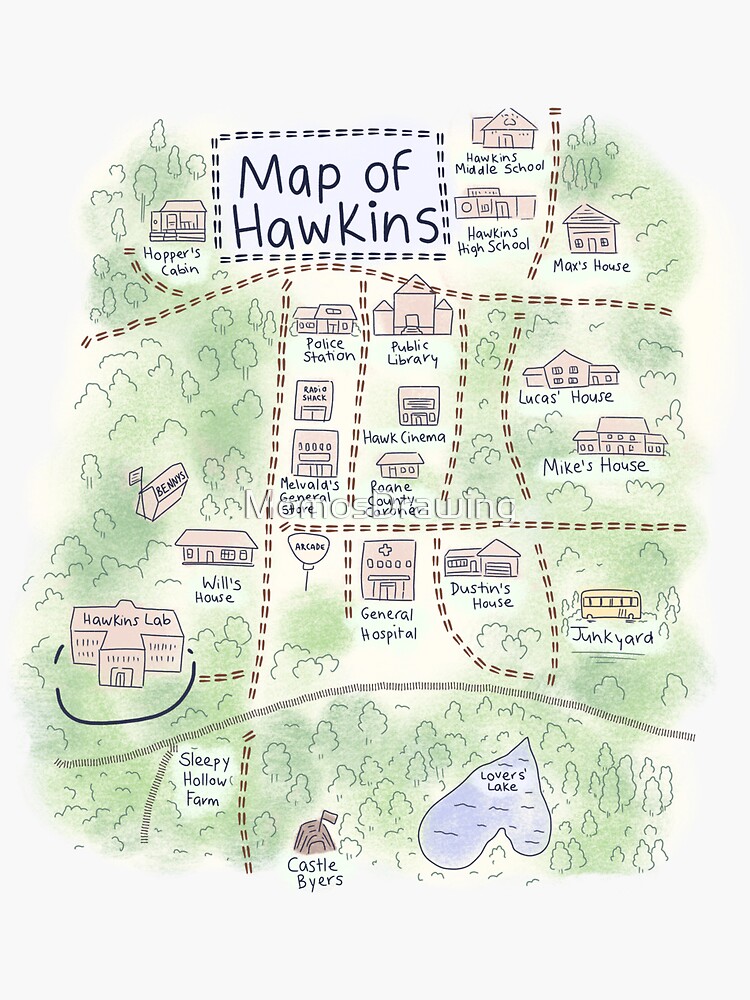 Map of
Hawkins
Hawkins
Middle School
Hawkins
High School
Hopper's
Cabin
Max's House
Police
Station
Public
Library
RADIO
SHACK
Lucas' House
Hawk Cinema
Mike's House
BENNYS
Melvald's
General
Store
Roane
County
Coroner
MemosDrawing
ARCADE
Will's
House
General
Hospital
Dustin's
House
Hawkins Lab
Junkyard
Sleepy
Hollow
Farm
Lovers'
Lake
Castle
Byers